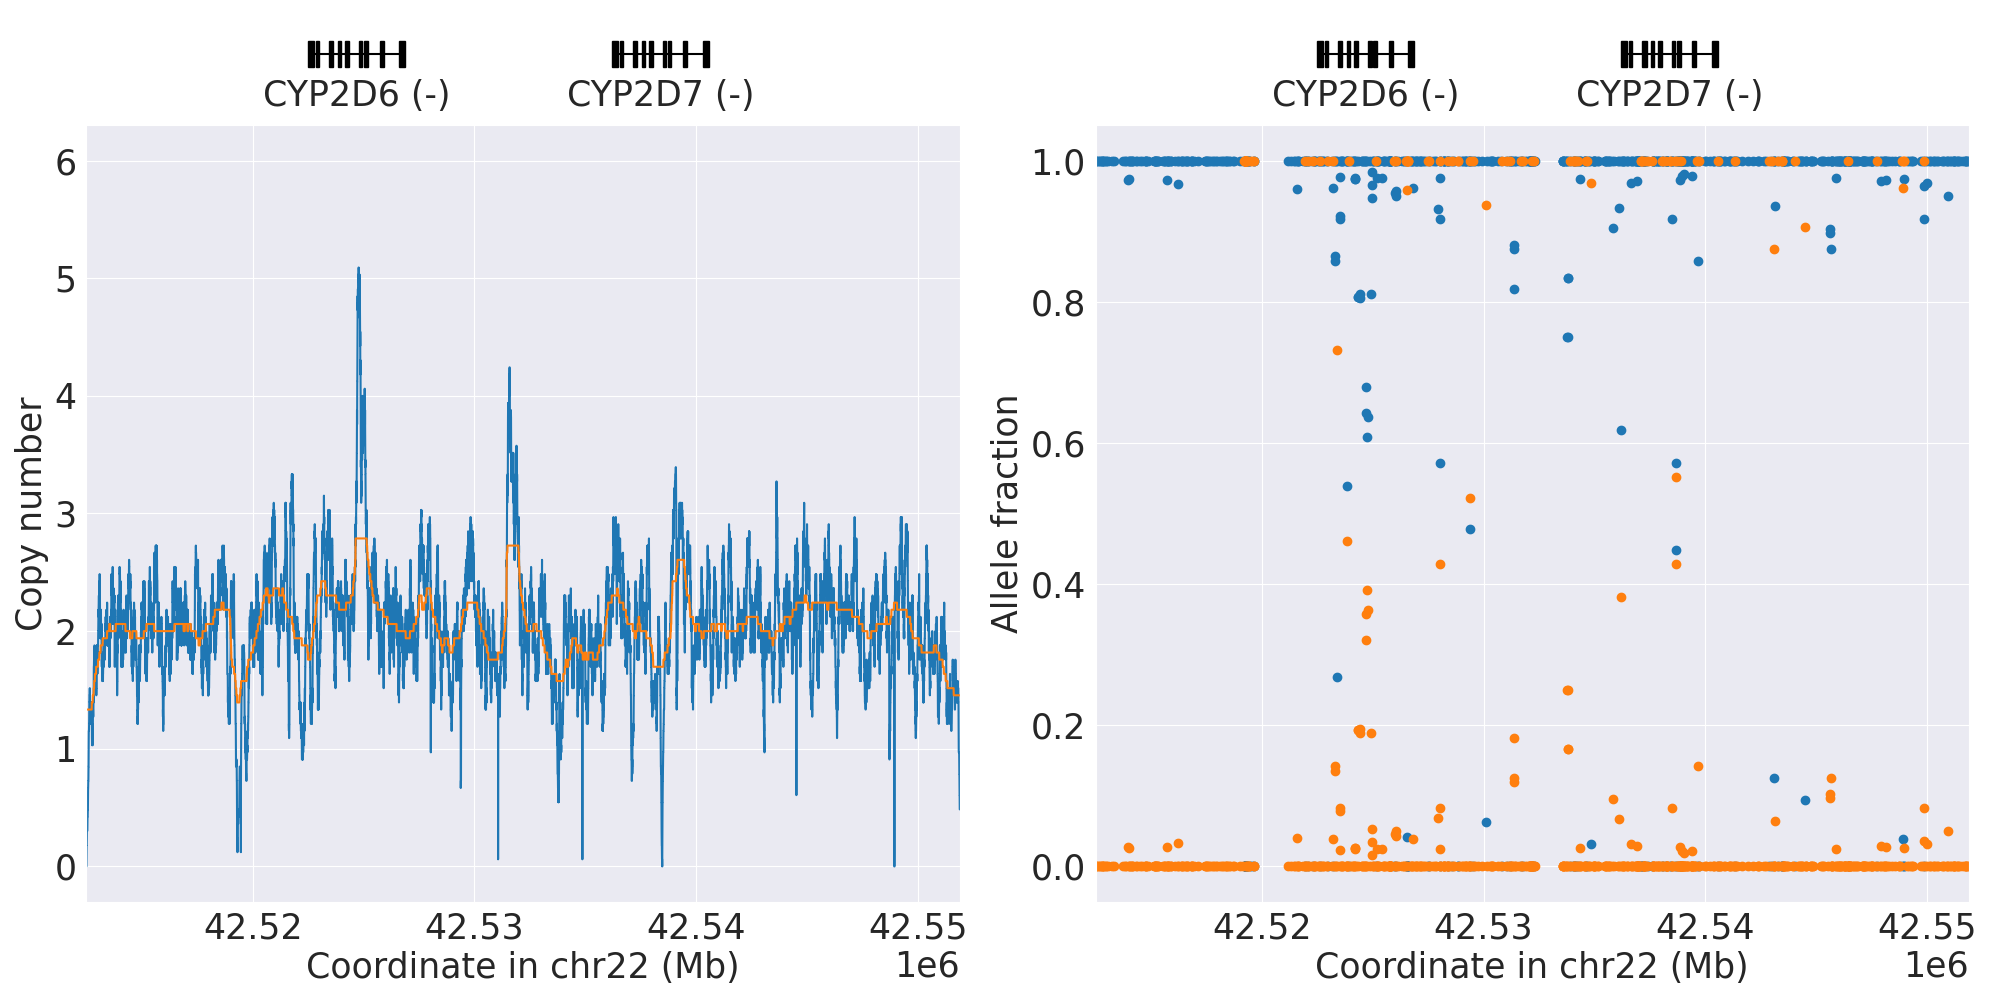 CYP2D6 (-) CYP2D7 (-)
6
5
4
3
2
1
0
Copy number
42.52 42.53 42.54 42.55
Coordinate in chr22 (Mb) 1e6
CYP2D6 (-) CYP2D7 (-)
1.0
0.8
0.6
0.4
0.2
0.0
Allele fraction
42.52 42.53 42.54 42.55
Coordinate in chr22 (Mb) 1e6